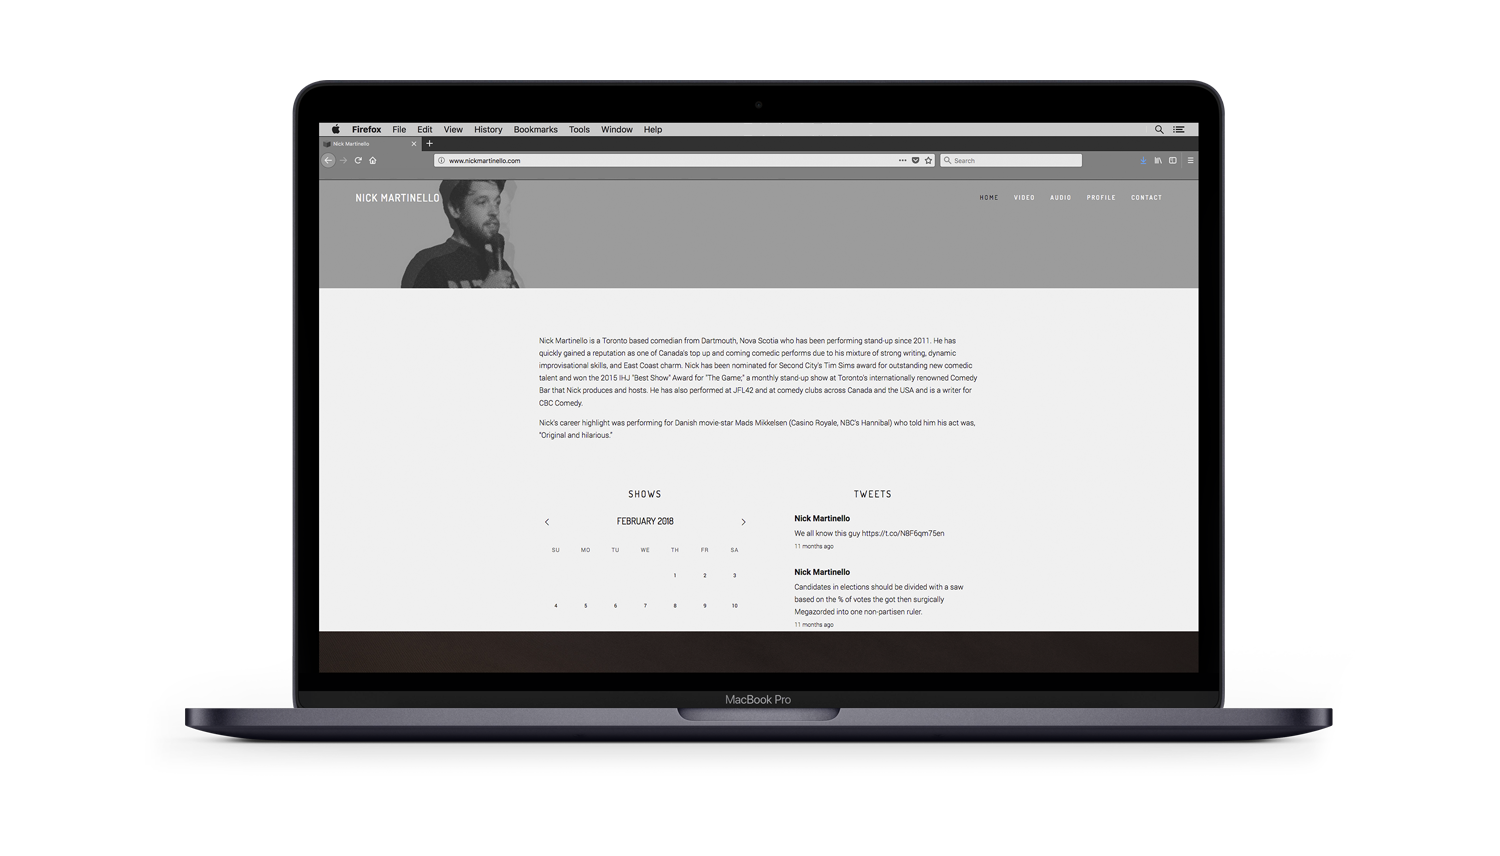 Firefox File Edit View History Bookmarks Tools Window Help
Nick Martinello
www.nickmartinello.com
Search
NICK MARTINELLO
HOME VIDEO AUDIO PROFILE CONTACT
Nick Martinello is a Toronto based comedian from Dartmouth, Nova Scotia who has been performing stand-up since 2011. He has
quickly gained a reputation as one of Canada's top up and coming comedic performs due to his mixture of strong writing, dynamic
improvisational skills, and East Coast charm. Nick has been nominated for Second City's Tim Sims award for outstanding new comedic
talent and won the 2015 IHJ "Best Show" Award for "The Game;" a monthly stand-up show at Toronto's internationally renowned Comedy
Bar that Nick produces and hosts. He has also performed at JFL42 and at comedy clubs across Canada and the USA and is a writer for
CBC Comedy.
Nick's career highlight was performing for Danish movie-star Mads Mikkelsen (Casino Royale, NBC's Hannibal) who told him his act was,
"Original and hilarious."
SHOWS
FEBRUARY 2018
SU MO TU WE TH FR SA
1 2 3
4 5 6 7 8 9 10
TWEETS
Nick Martinello
We all know this guy https://t.co/N8F6qm75en
11 months ago
Nick Martinello
Candidates in elections should be divided with a saw
based on the % of votes the got then surgically
Megazorded into one non-partisen ruler.
11 months ago
MacBook Pro